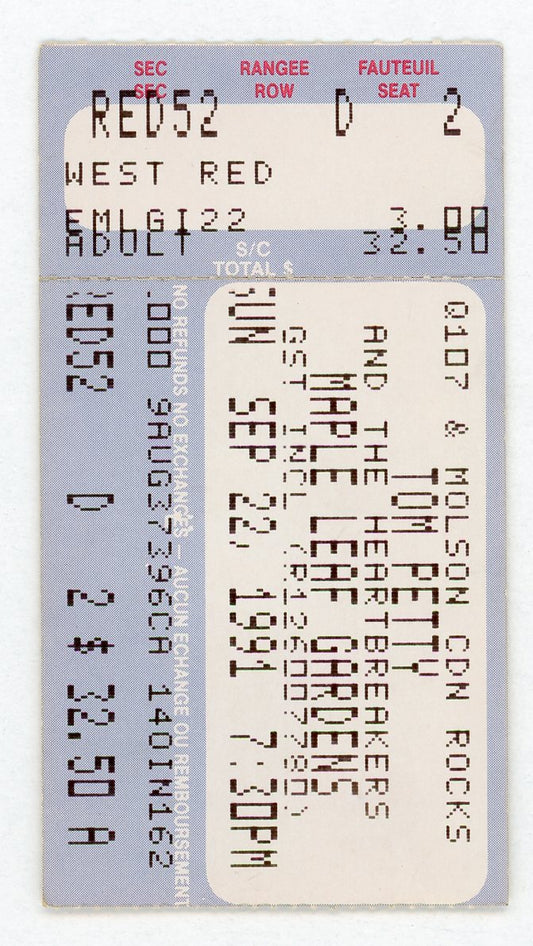 SEC RANGEE FAUTEUIL
SEC ROW SEAT
RED52 D 2
WEST RED
EMLGI22 3.00
ADULT 32.50
S/C
TOTAL $
Q107 & MOLSON CDN ROCKS
TOM PETTY
AND THE HEARTBREAKERS
MAPLE LEAF GARDENS
GST INCL (R126007780)
SUN SEP 22, 1991 7:30PM
NO REFUNDS NO EXCHANGES – AUCUN ECHANGE OU REMBOURSEMENT
.000 9AUG37396CA 140IN162
RED52 D 2 $ 32.50 A